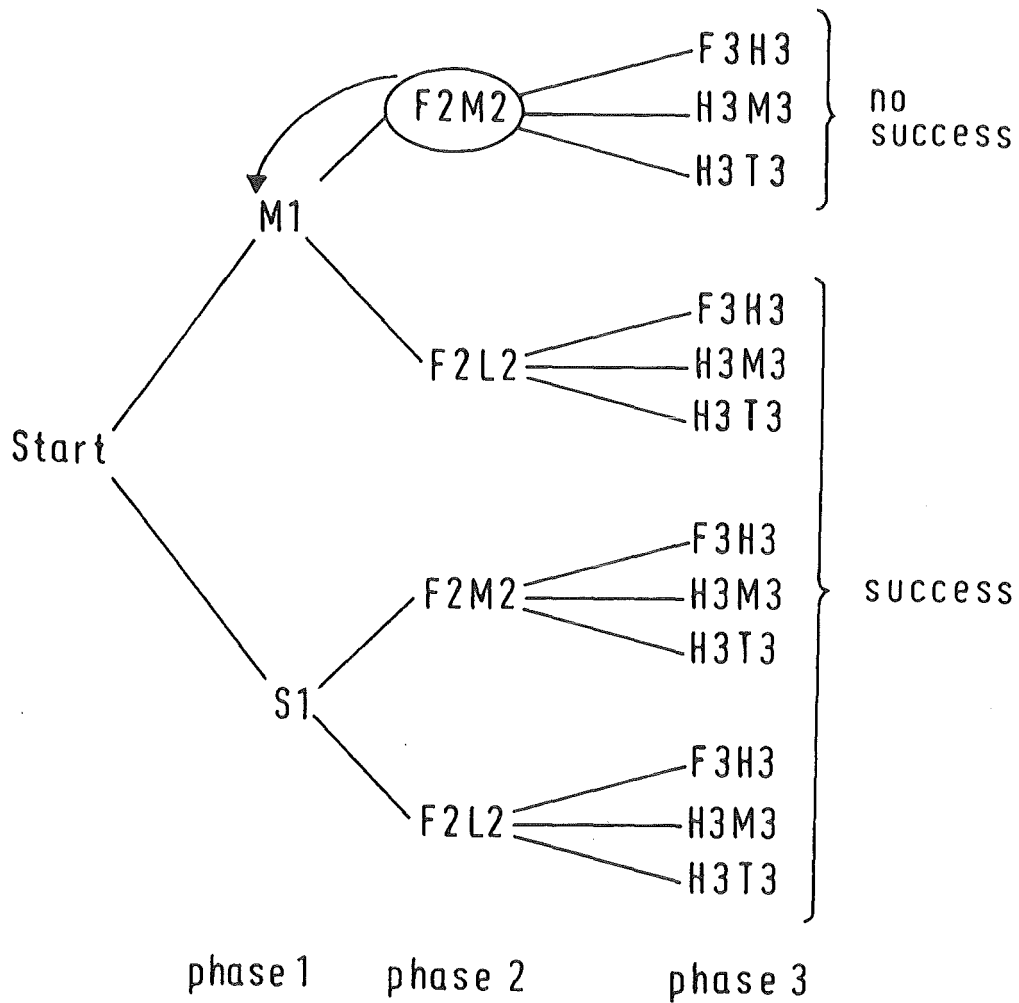 F3H3
F2M2
H3M3
H3T3
no
success
M1
F3H3
F2L2
H3M3
H3T3
Start
F3H3
F2M2
H3M3
H3T3
success
S1
F3H3
F2L2
H3M3
H3T3
phase 1
phase 2
phase 3